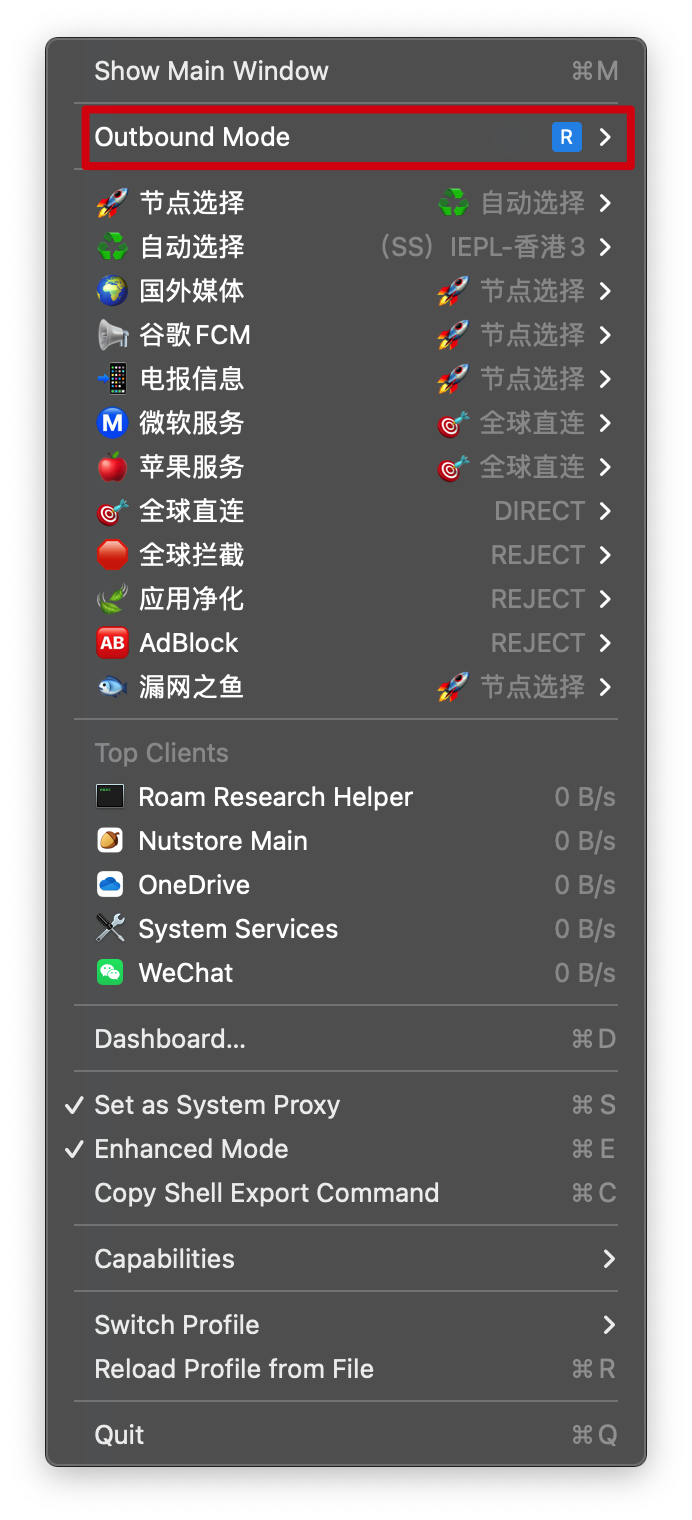 Show Main Window ⌘M
Outbound Mode R
节点选择 自动选择
自动选择 （SS）IEPL-香港3
国外媒体 节点选择
谷歌FCM 节点选择
电报信息 节点选择
M 微软服务 全球直连
苹果服务 全球直连
全球直连 DIRECT
全球拦截 REJECT
应用净化 REJECT
AB AdBlock REJECT
漏网之鱼 节点选择
Top Clients
Roam Research Helper 0 B/s
Nutstore Main 0 B/s
OneDrive 0 B/s
System Services 0 B/s
WeChat 0 B/s
Dashboard... ⌘D
✓ Set as System Proxy ⌘S
✓ Enhanced Mode ⌘E
Copy Shell Export Command ⌘C
Capabilities
Switch Profile
Reload Profile from File ⌘R
Quit ⌘Q